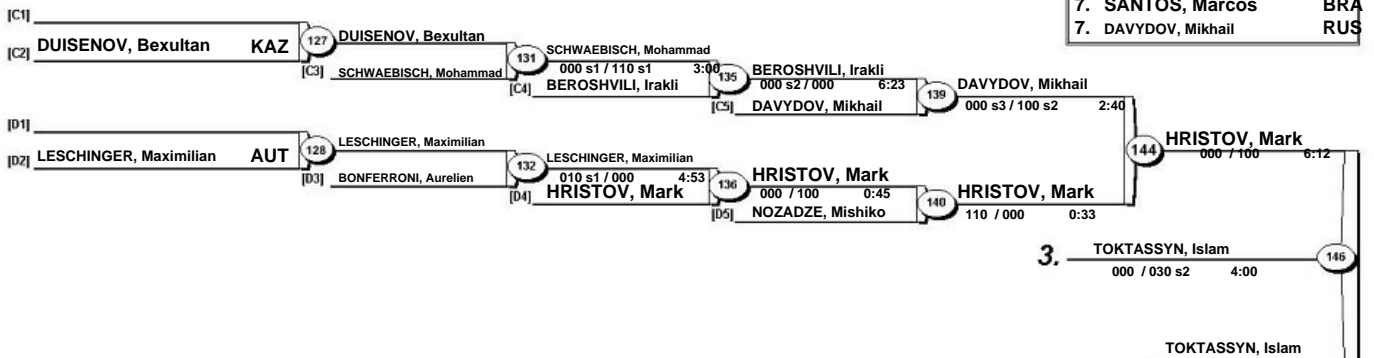 7. SANTOS, Marcos BRA
7. DAVYDOV, Mikhail RUS
[C1]
[C2] DUISENOV, Bexultan KAZ
127
DUISENOV, Bexultan
[C3] SCHWAEBISCH, Mohammad
131
SCHWAEBISCH, Mohammad
000 s1 / 110 s1 3:00
[C4] BEROSHVILI, Irakli
135
BEROSHVILI, Irakli
000 s2 / 000 6:23
[C5] DAVYDOV, Mikhail
139
DAVYDOV, Mikhail
000 s3 / 100 s2 2:40
[D1]
[D2] LESCHINGER, Maximilian AUT
128
LESCHINGER, Maximilian
[D3] BONFERRONI, Aurelien
132
LESCHINGER, Maximilian
010 s1 / 000 4:53
[D4] HRISTOV, Mark
136
HRISTOV, Mark
000 / 100 0:45
[D5] NOZADZE, Mishiko
140
HRISTOV, Mark
110 / 000 0:33
144
HRISTOV, Mark
000 / 100 6:12
3. TOKTASSYN, Islam
000 / 030 s2 4:00
146
TOKTASSYN, Islam